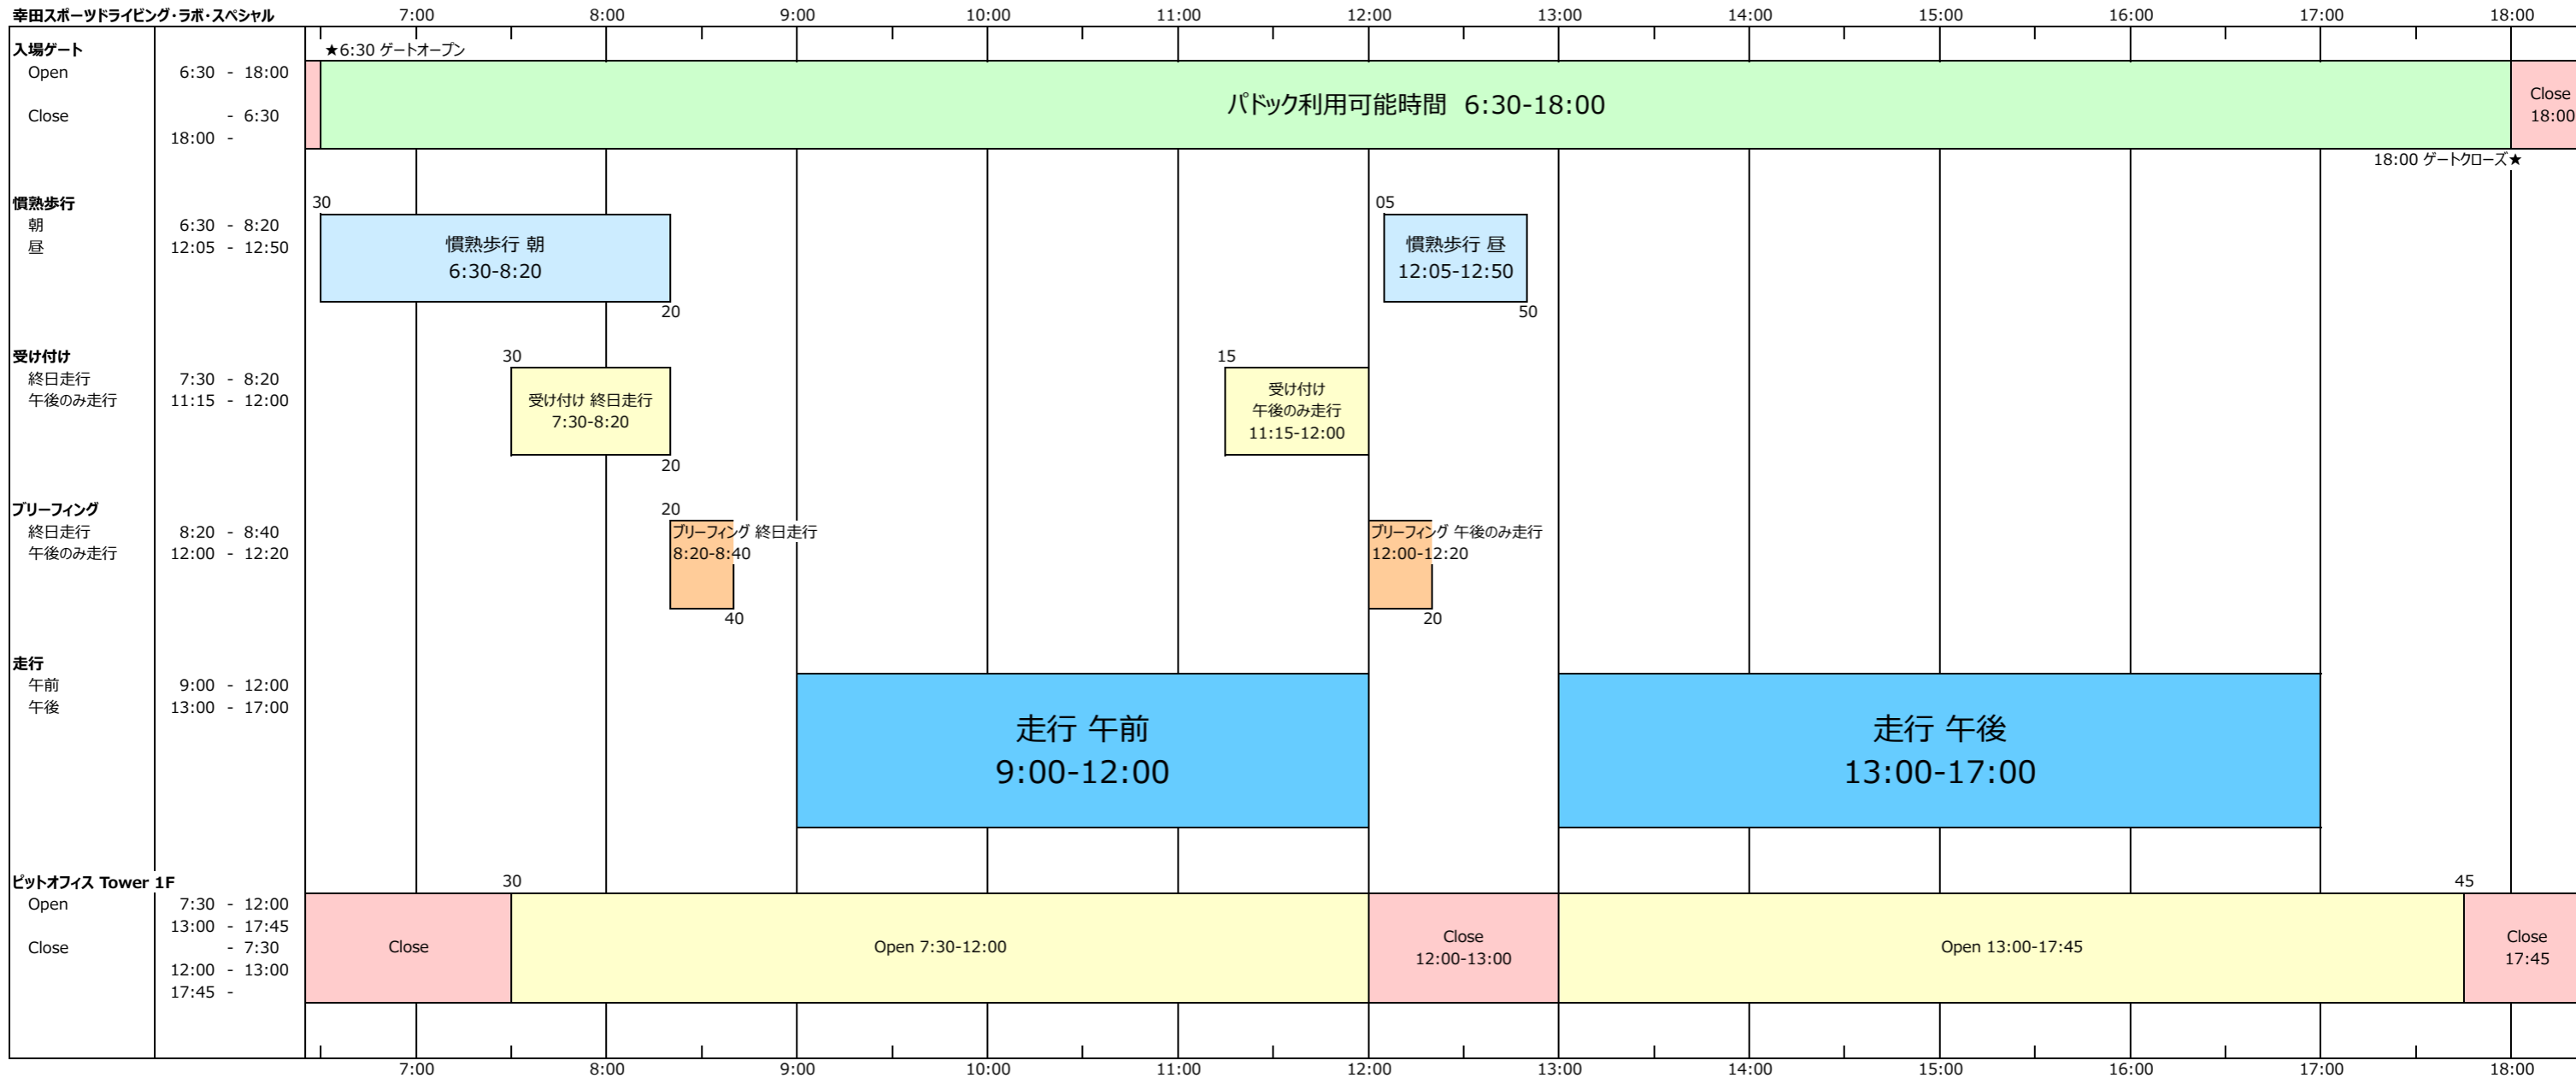 幸田スポーツドライビング・ラボ・スペシャル
7:00 8:00 9:00 10:00 11:00 12:00 13:00 14:00 15:00 16:00 17:00 18:00
入場ゲート
★6:30 ゲートオープン
Open 6:30 - 18:00
Close - 6:30
18:00 -
パドック利用可能時間 6:30-18:00
Close
18:00
18:00 ゲートクローズ★
慣熟歩行
朝 6:30 - 8:20
昼 12:05 - 12:50
30
慣熟歩行 朝
6:30-8:20
20
05
慣熟歩行 昼
12:05-12:50
50
受け付け
終日走行 7:30 - 8:20
午後のみ走行 11:15 - 12:00
30
受け付け 終日走行
7:30-8:20
20
15
受け付け
午後のみ走行
11:15-12:00
ブリーフィング
終日走行 8:20 - 8:40
午後のみ走行 12:00 - 12:20
20
ブリーフィング 終日走行
8:20-8:40
40
ブリーフィング 午後のみ走行
12:00-12:20
20
走行
午前 9:00 - 12:00
午後 13:00 - 17:00
走行 午前
9:00-12:00
走行 午後
13:00-17:00
ピットオフィス Tower 1F
Open 7:30 - 12:00
13:00 - 17:45
Close - 7:30
12:00 - 13:00
17:45 -
30
45
Close
Open 7:30-12:00
Close
12:00-13:00
Open 13:00-17:45
Close
17:45
7:00 8:00 9:00 10:00 11:00 12:00 13:00 14:00 15:00 16:00 17:00 18:00